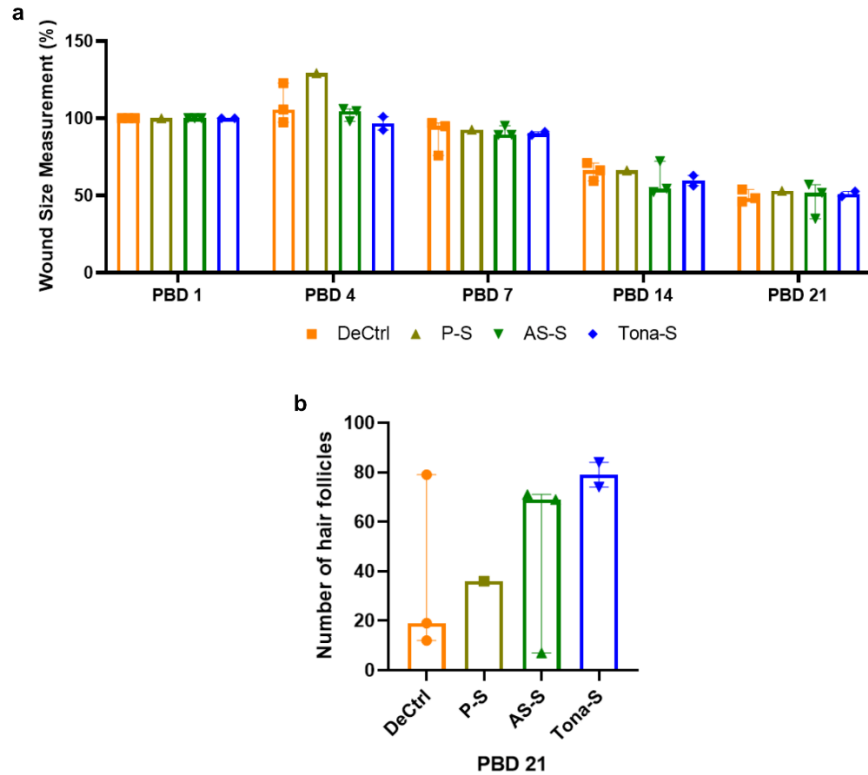 a
Wound Size Measurement (%)
150
100
50
0
PBD 1 PBD 4 PBD 7 PBD 14 PBD 21
DeCtrl P-S AS-S Tona-S
b
Number of hair follicles
100
80
60
40
20
0
DeCtrl P-S AS-S Tona-S
PBD 21